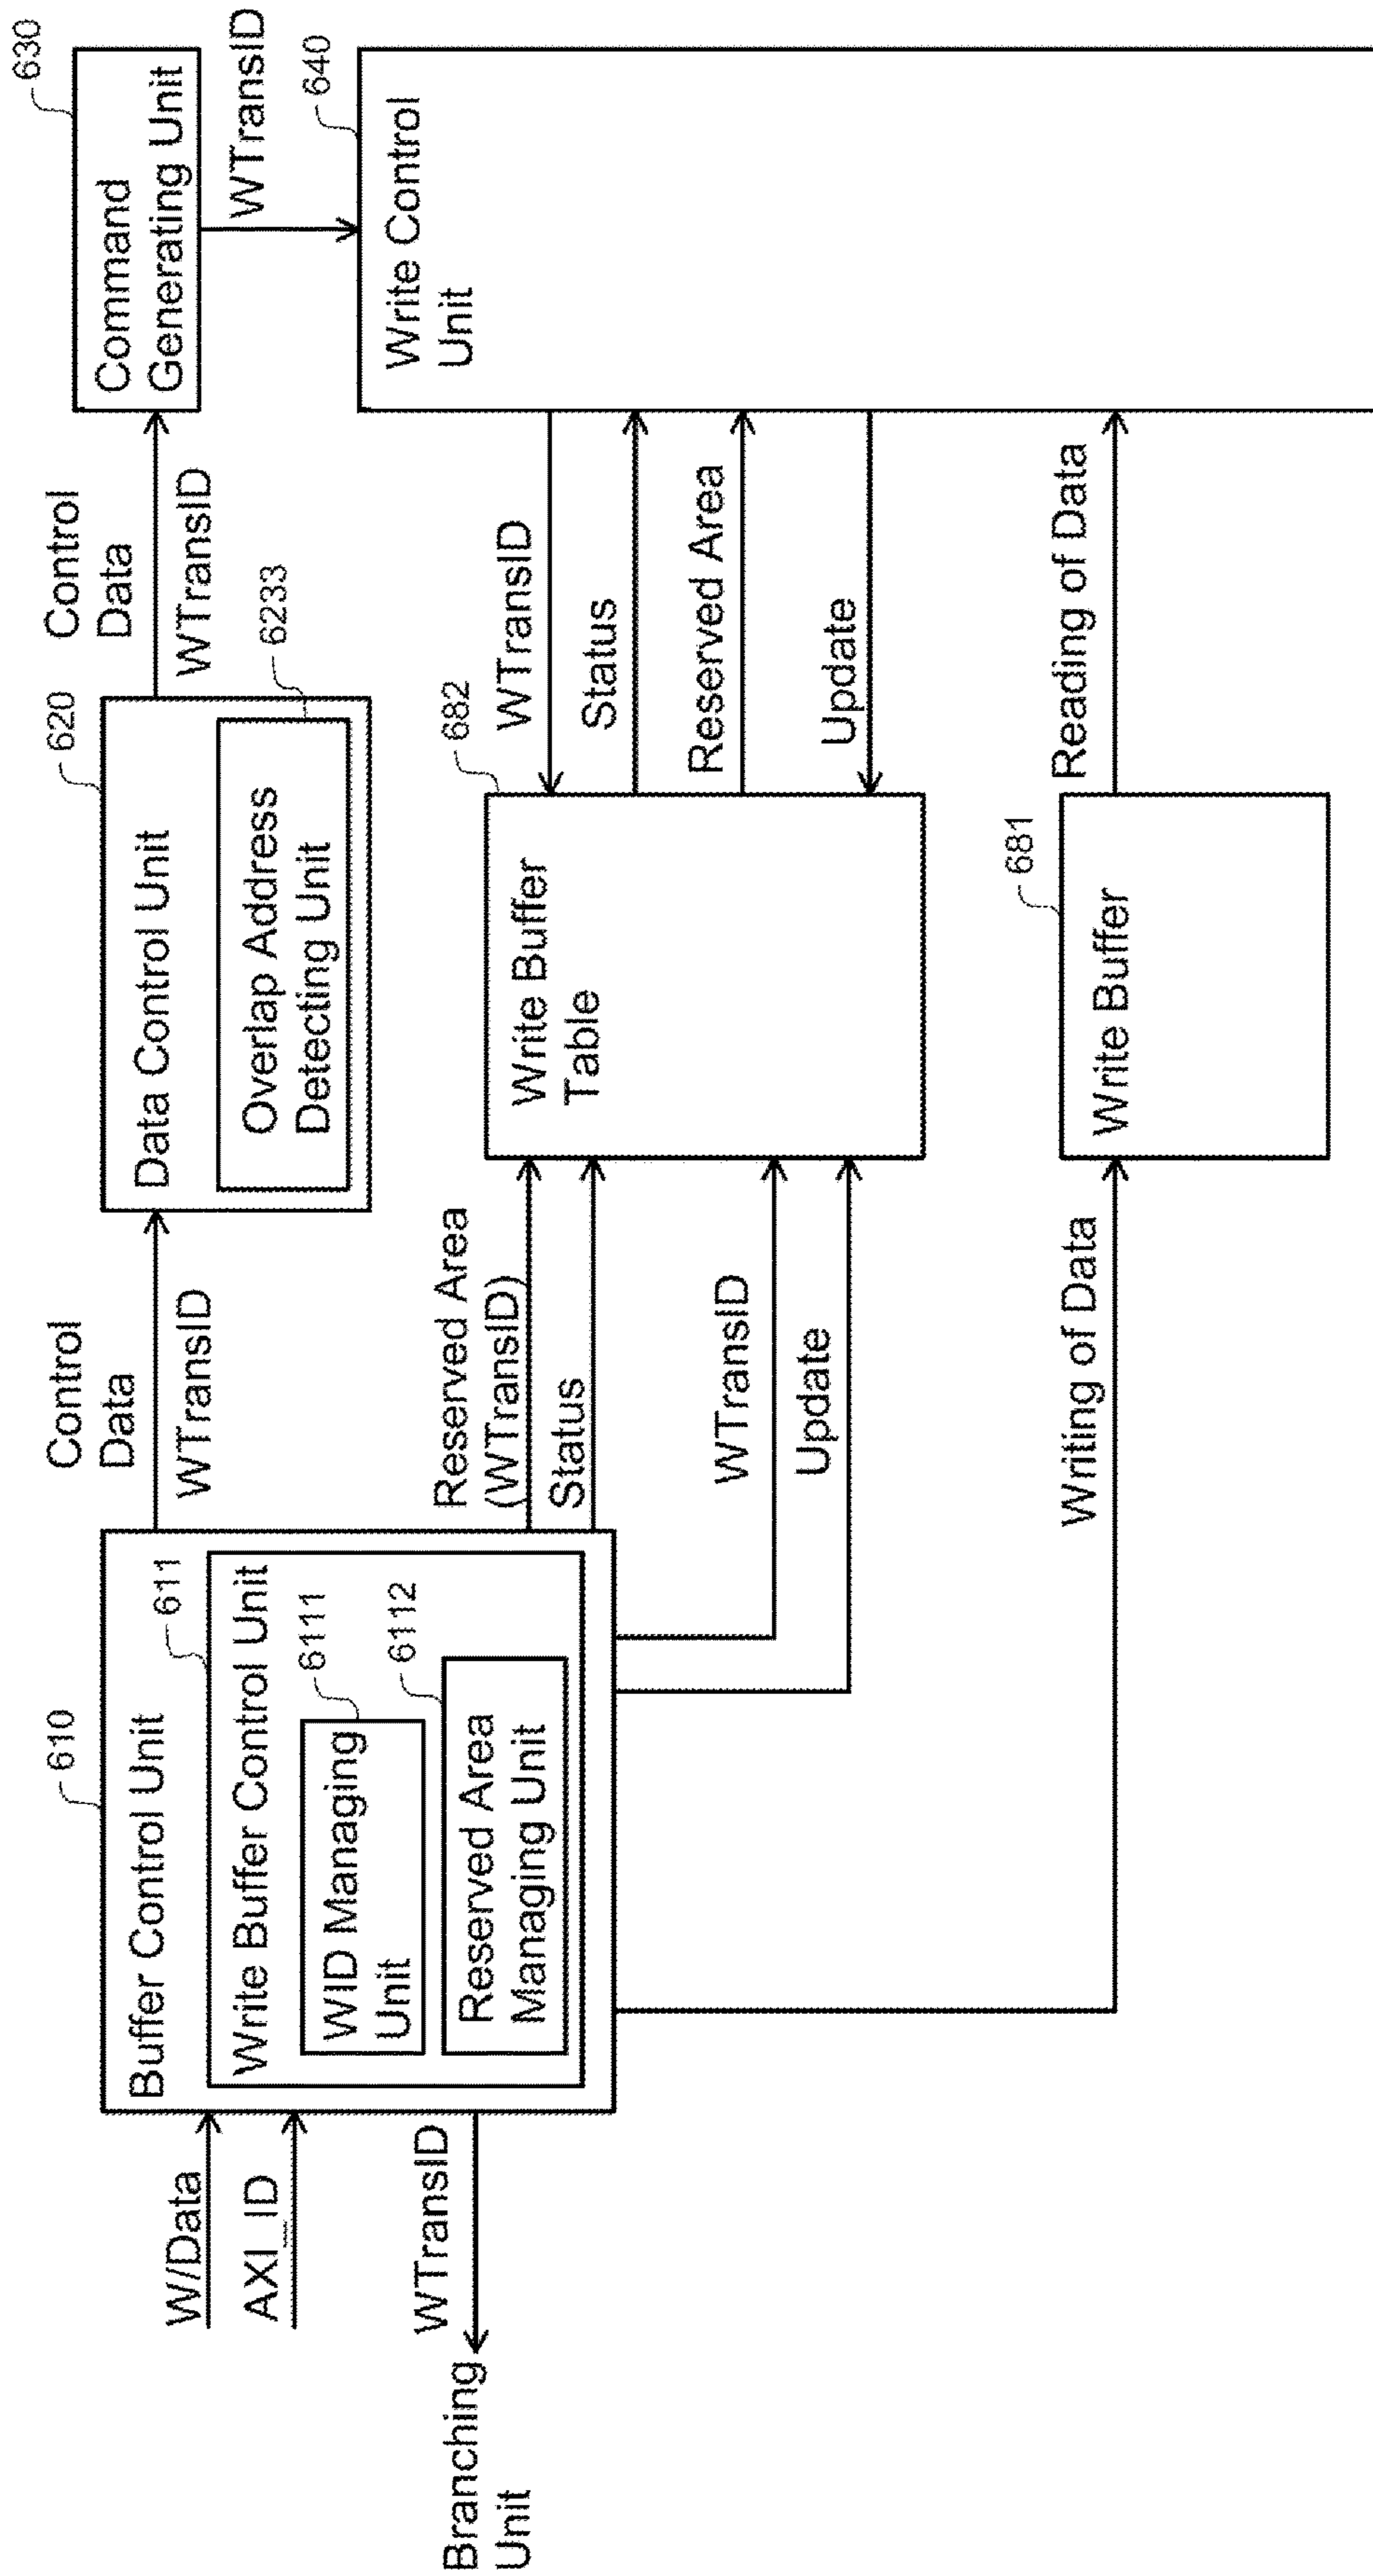 W/Data
AXI_ID
WTransID
Branching
Unit
610
Buffer Control Unit
611
Write Buffer Control Unit
6111
WID Managing
Unit
6112
Reserved Area
Managing Unit
Control
Data
WTransID
Reserved Area
(WTransID)
Status
WTransID
Update
Writing of Data
620
Data Control Unit
6233
Overlap Address
Detecting Unit
682
Write Buffer
Table
681
Write Buffer
Control
Data
WTransID
WTransID
Status
Reserved Area
Update
Reading of Data
630
Command
Generating Unit
WTransID
640
Write Control
Unit